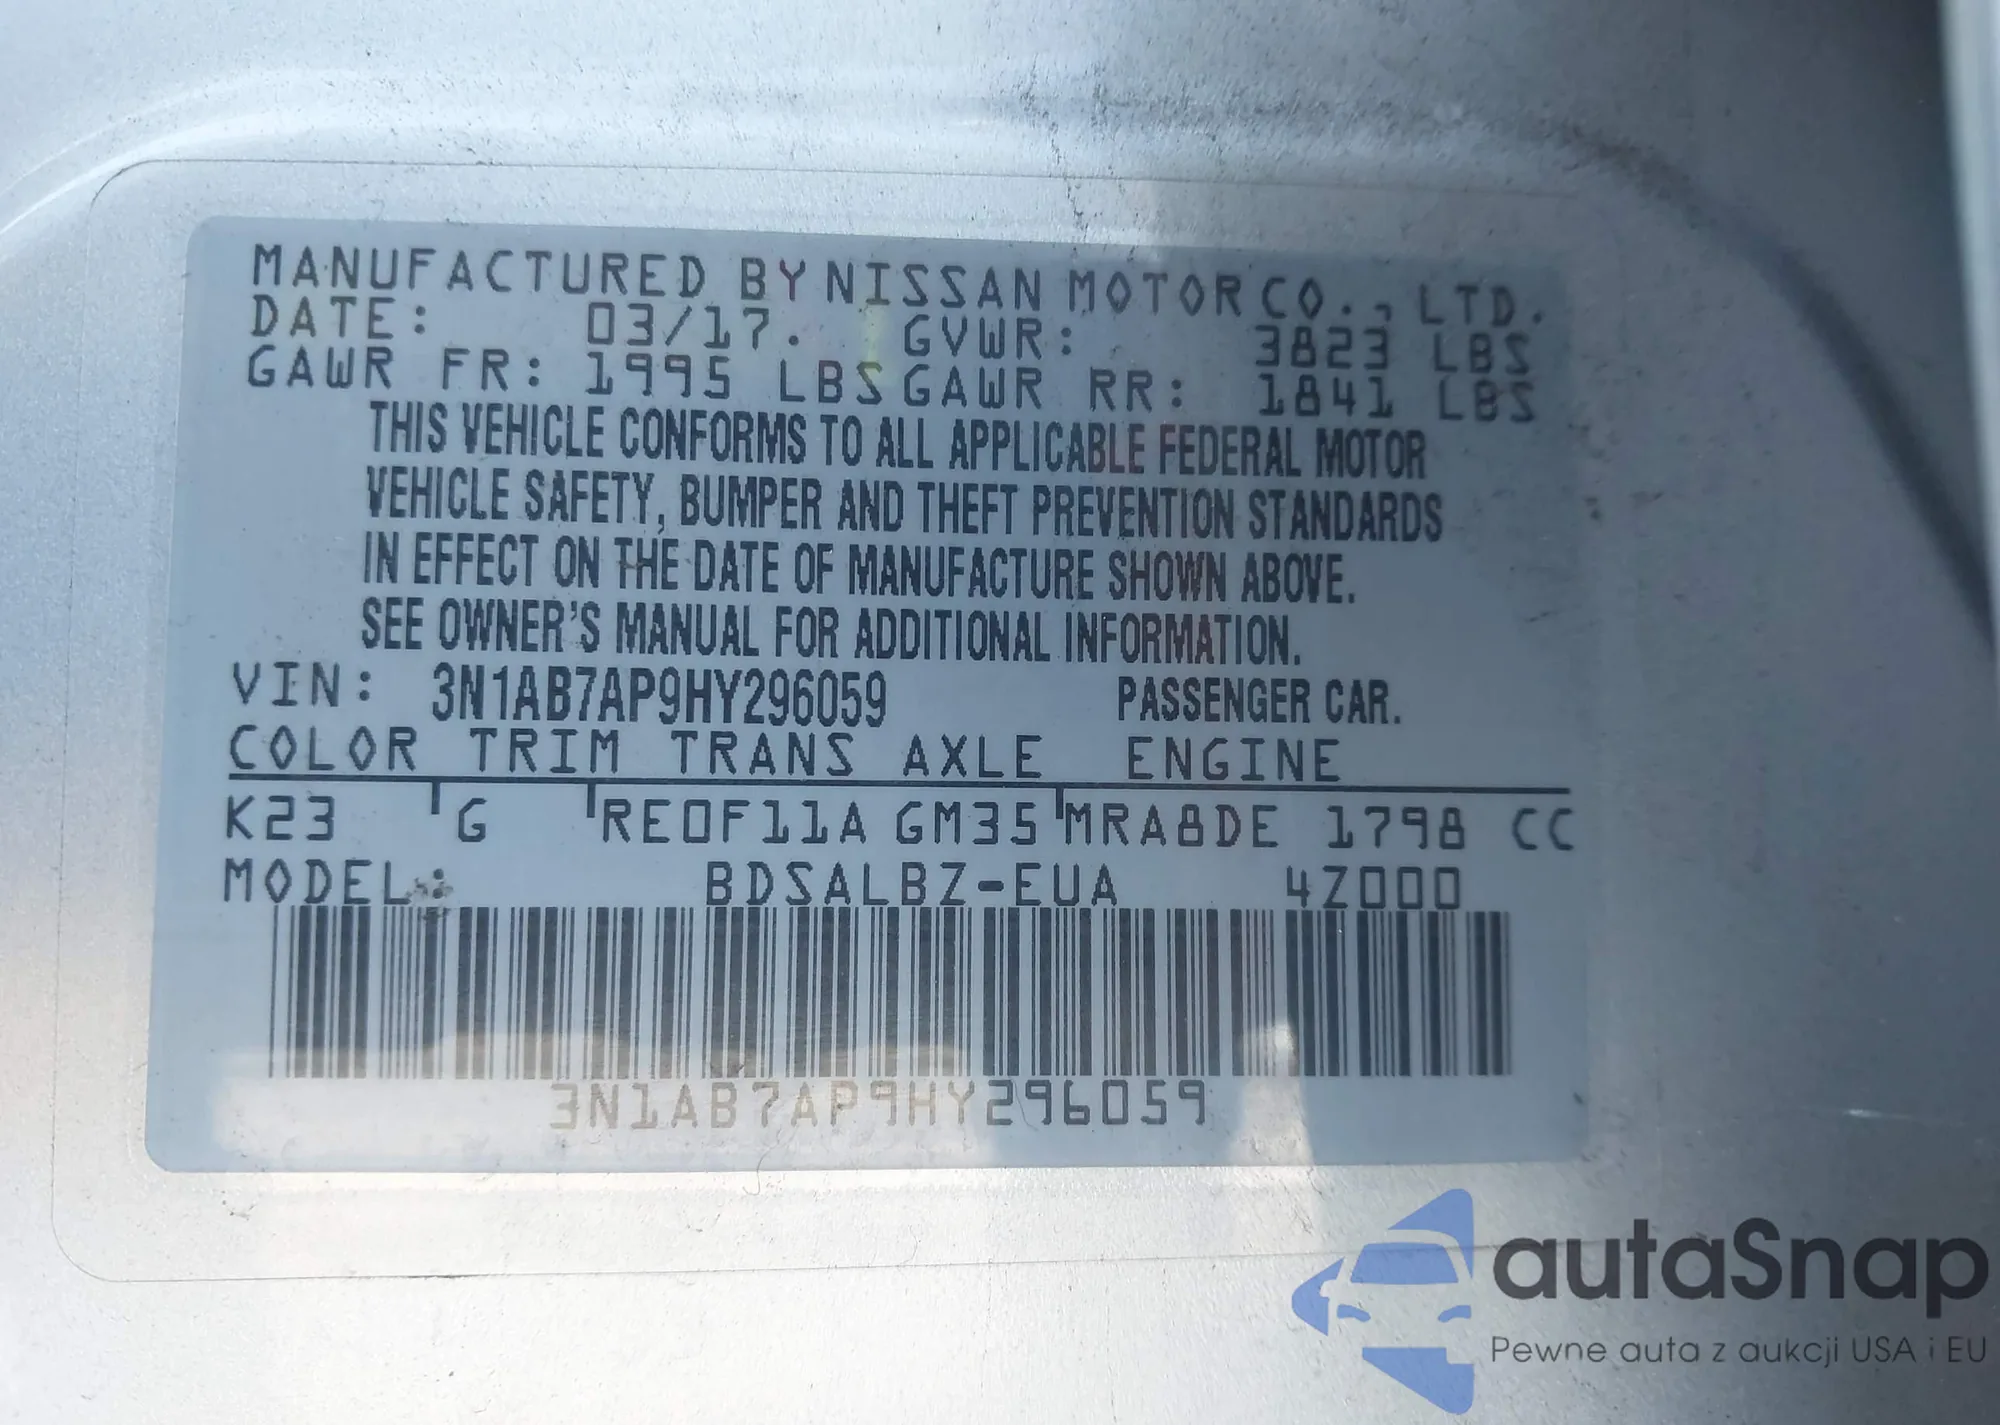 MANUFACTURED BY NISSAN MOTOR CO., LTD.
DATE: 03/17. GVWR: 3823 LBS
GAWR FR: 1995 LBS GAWR RR: 1841 LBS
THIS VEHICLE CONFORMS TO ALL APPLICABLE FEDERAL MOTOR
VEHICLE SAFETY, BUMPER AND THEFT PREVENTION STANDARDS
IN EFFECT ON THE DATE OF MANUFACTURE SHOWN ABOVE.
SEE OWNER'S MANUAL FOR ADDITIONAL INFORMATION.
VIN: 3N1AB7AP9HY296059 PASSENGER CAR.
COLOR TRIM TRANS AXLE ENGINE
K23 G RE0F11A GM35 MRA8DE 1798 CC
MODEL: BDSALBZ-EUA 4Z000
3N1AB7AP9HY296059
autaSnap
Pewne auta z aukcji USA i EU